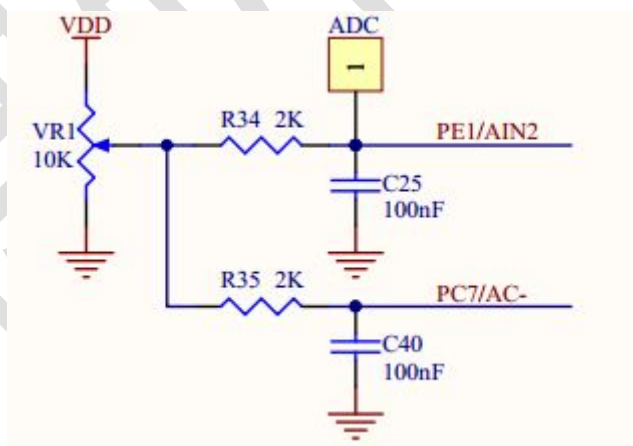 VDD
ADC
1
R34 2K
PE1/AIN2
VR1
10K
C25
100nF
R35 2K
PC7/AC-
C40
100nF